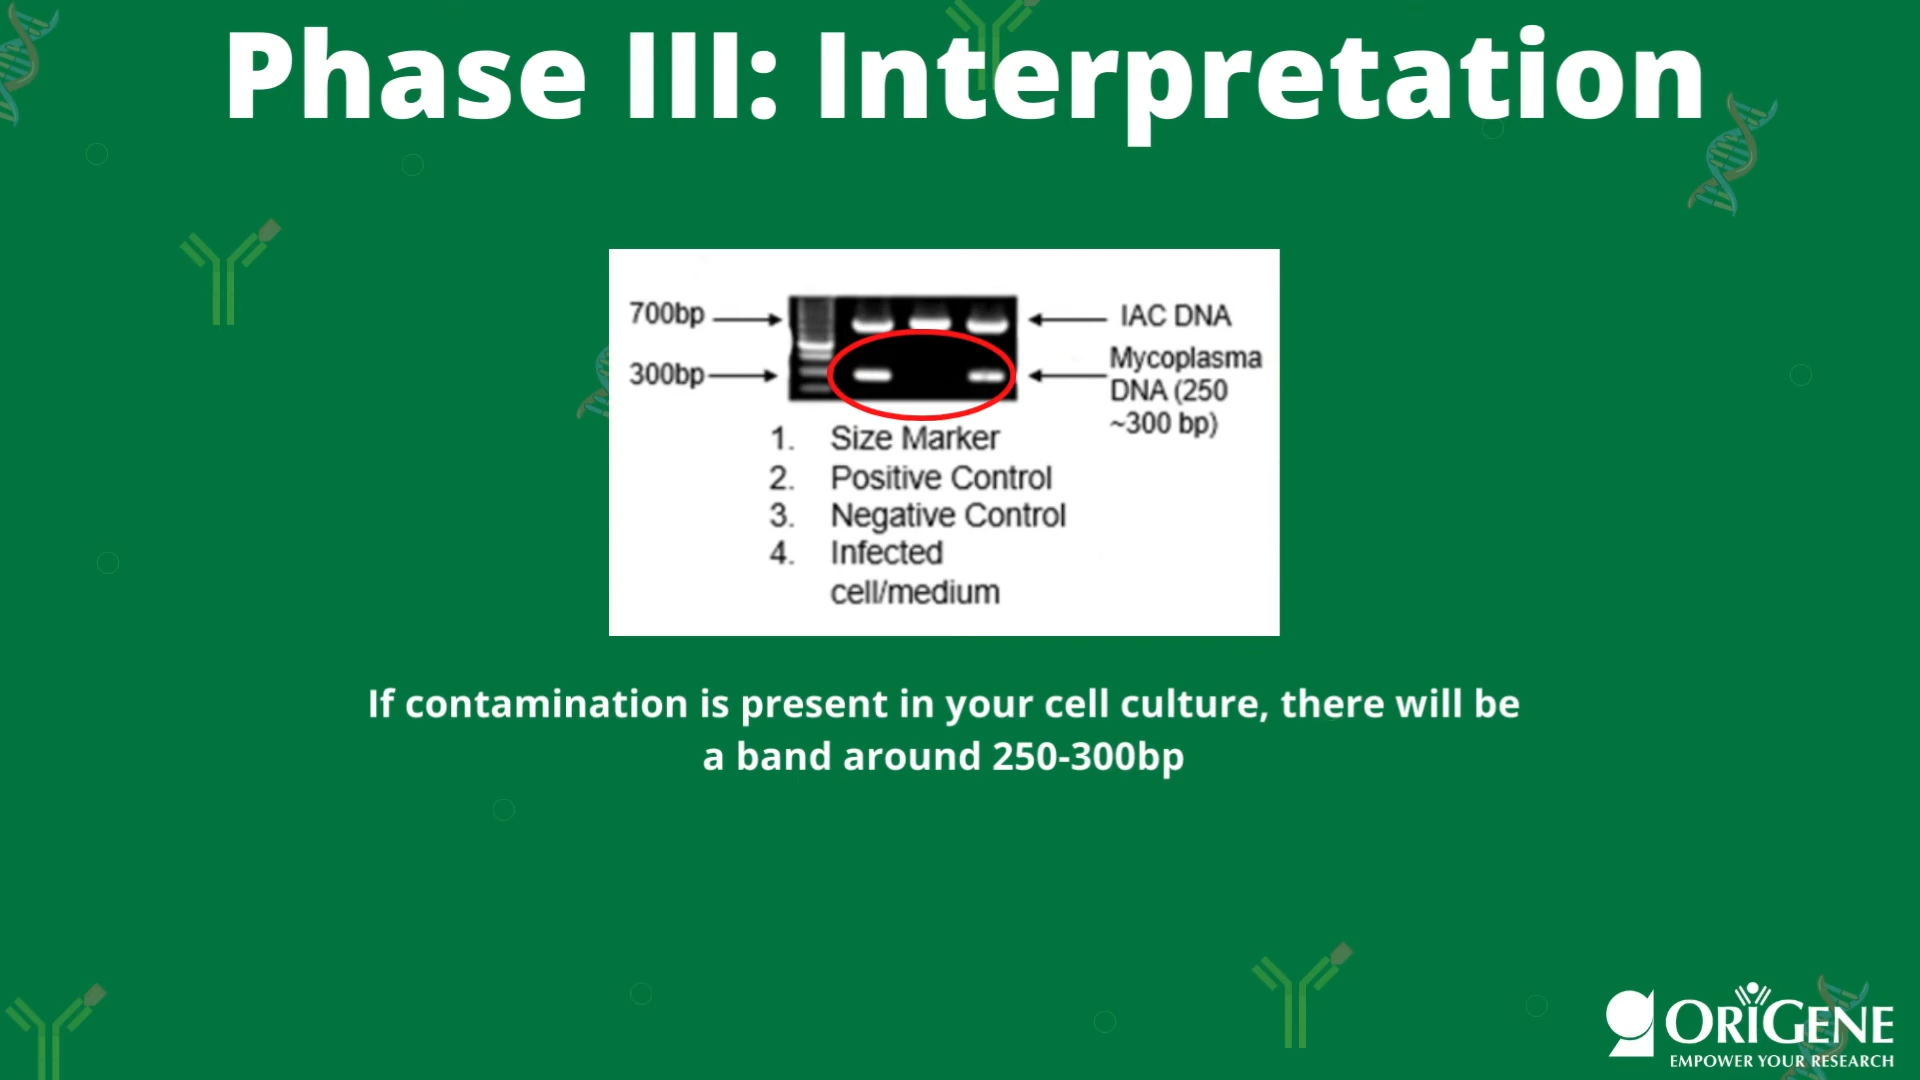 Phase III: Interpretation
700bp
IAC DNA
300bp
Mycoplasma
DNA (250
~300 bp)
1. Size Marker
2. Positive Control
3. Negative Control
4. Infected
cell/medium
If contamination is present in your cell culture, there will be
a band around 250-300bp
ORIGENE
EMPOWER YOUR RESEARCH